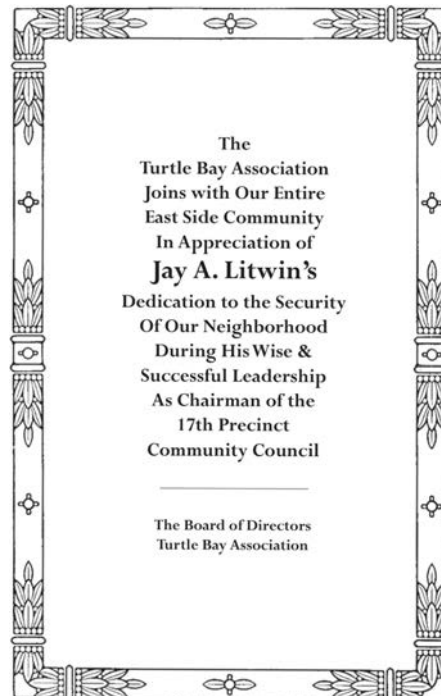 The
Turtle Bay Association
Joins with Our Entire
East Side Community
In Appreciation of
Jay A. Litwin's
Dedication to the Security
Of Our Neighborhood
During His Wise &
Successful Leadership
As Chairman of the
17th Precinct
Community Council
The Board of Directors
Turtle Bay Association